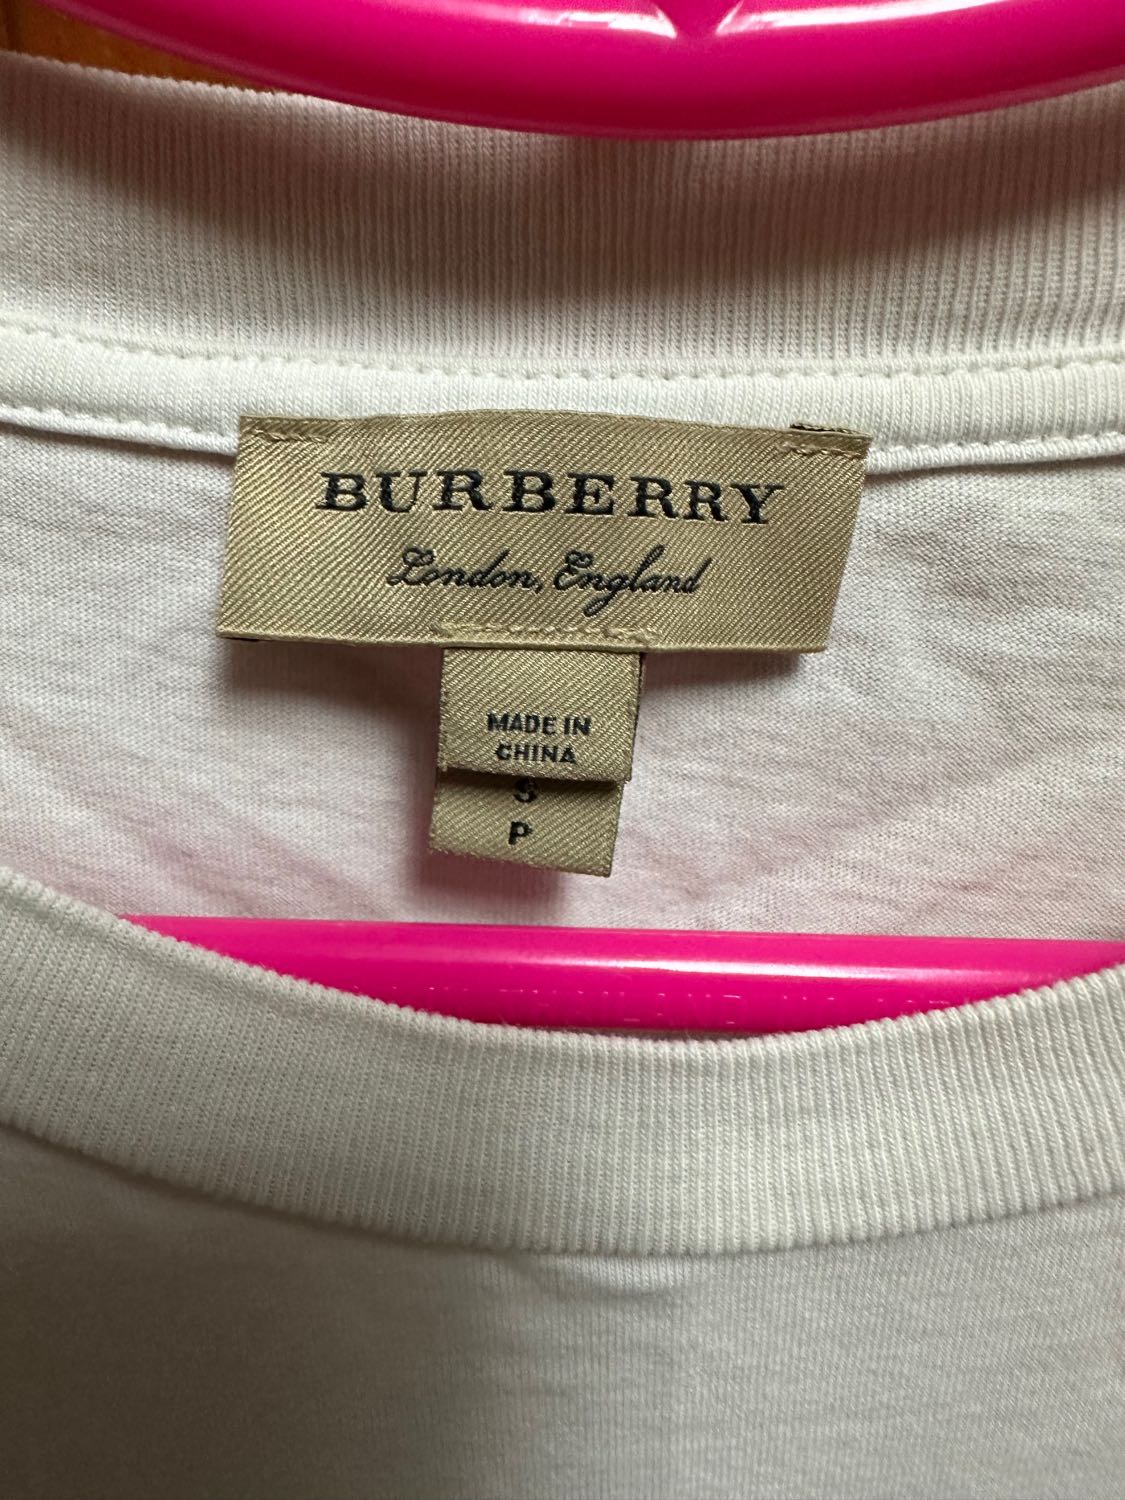 BURBERRY
London, England
MADE IN
CHINA
S
P